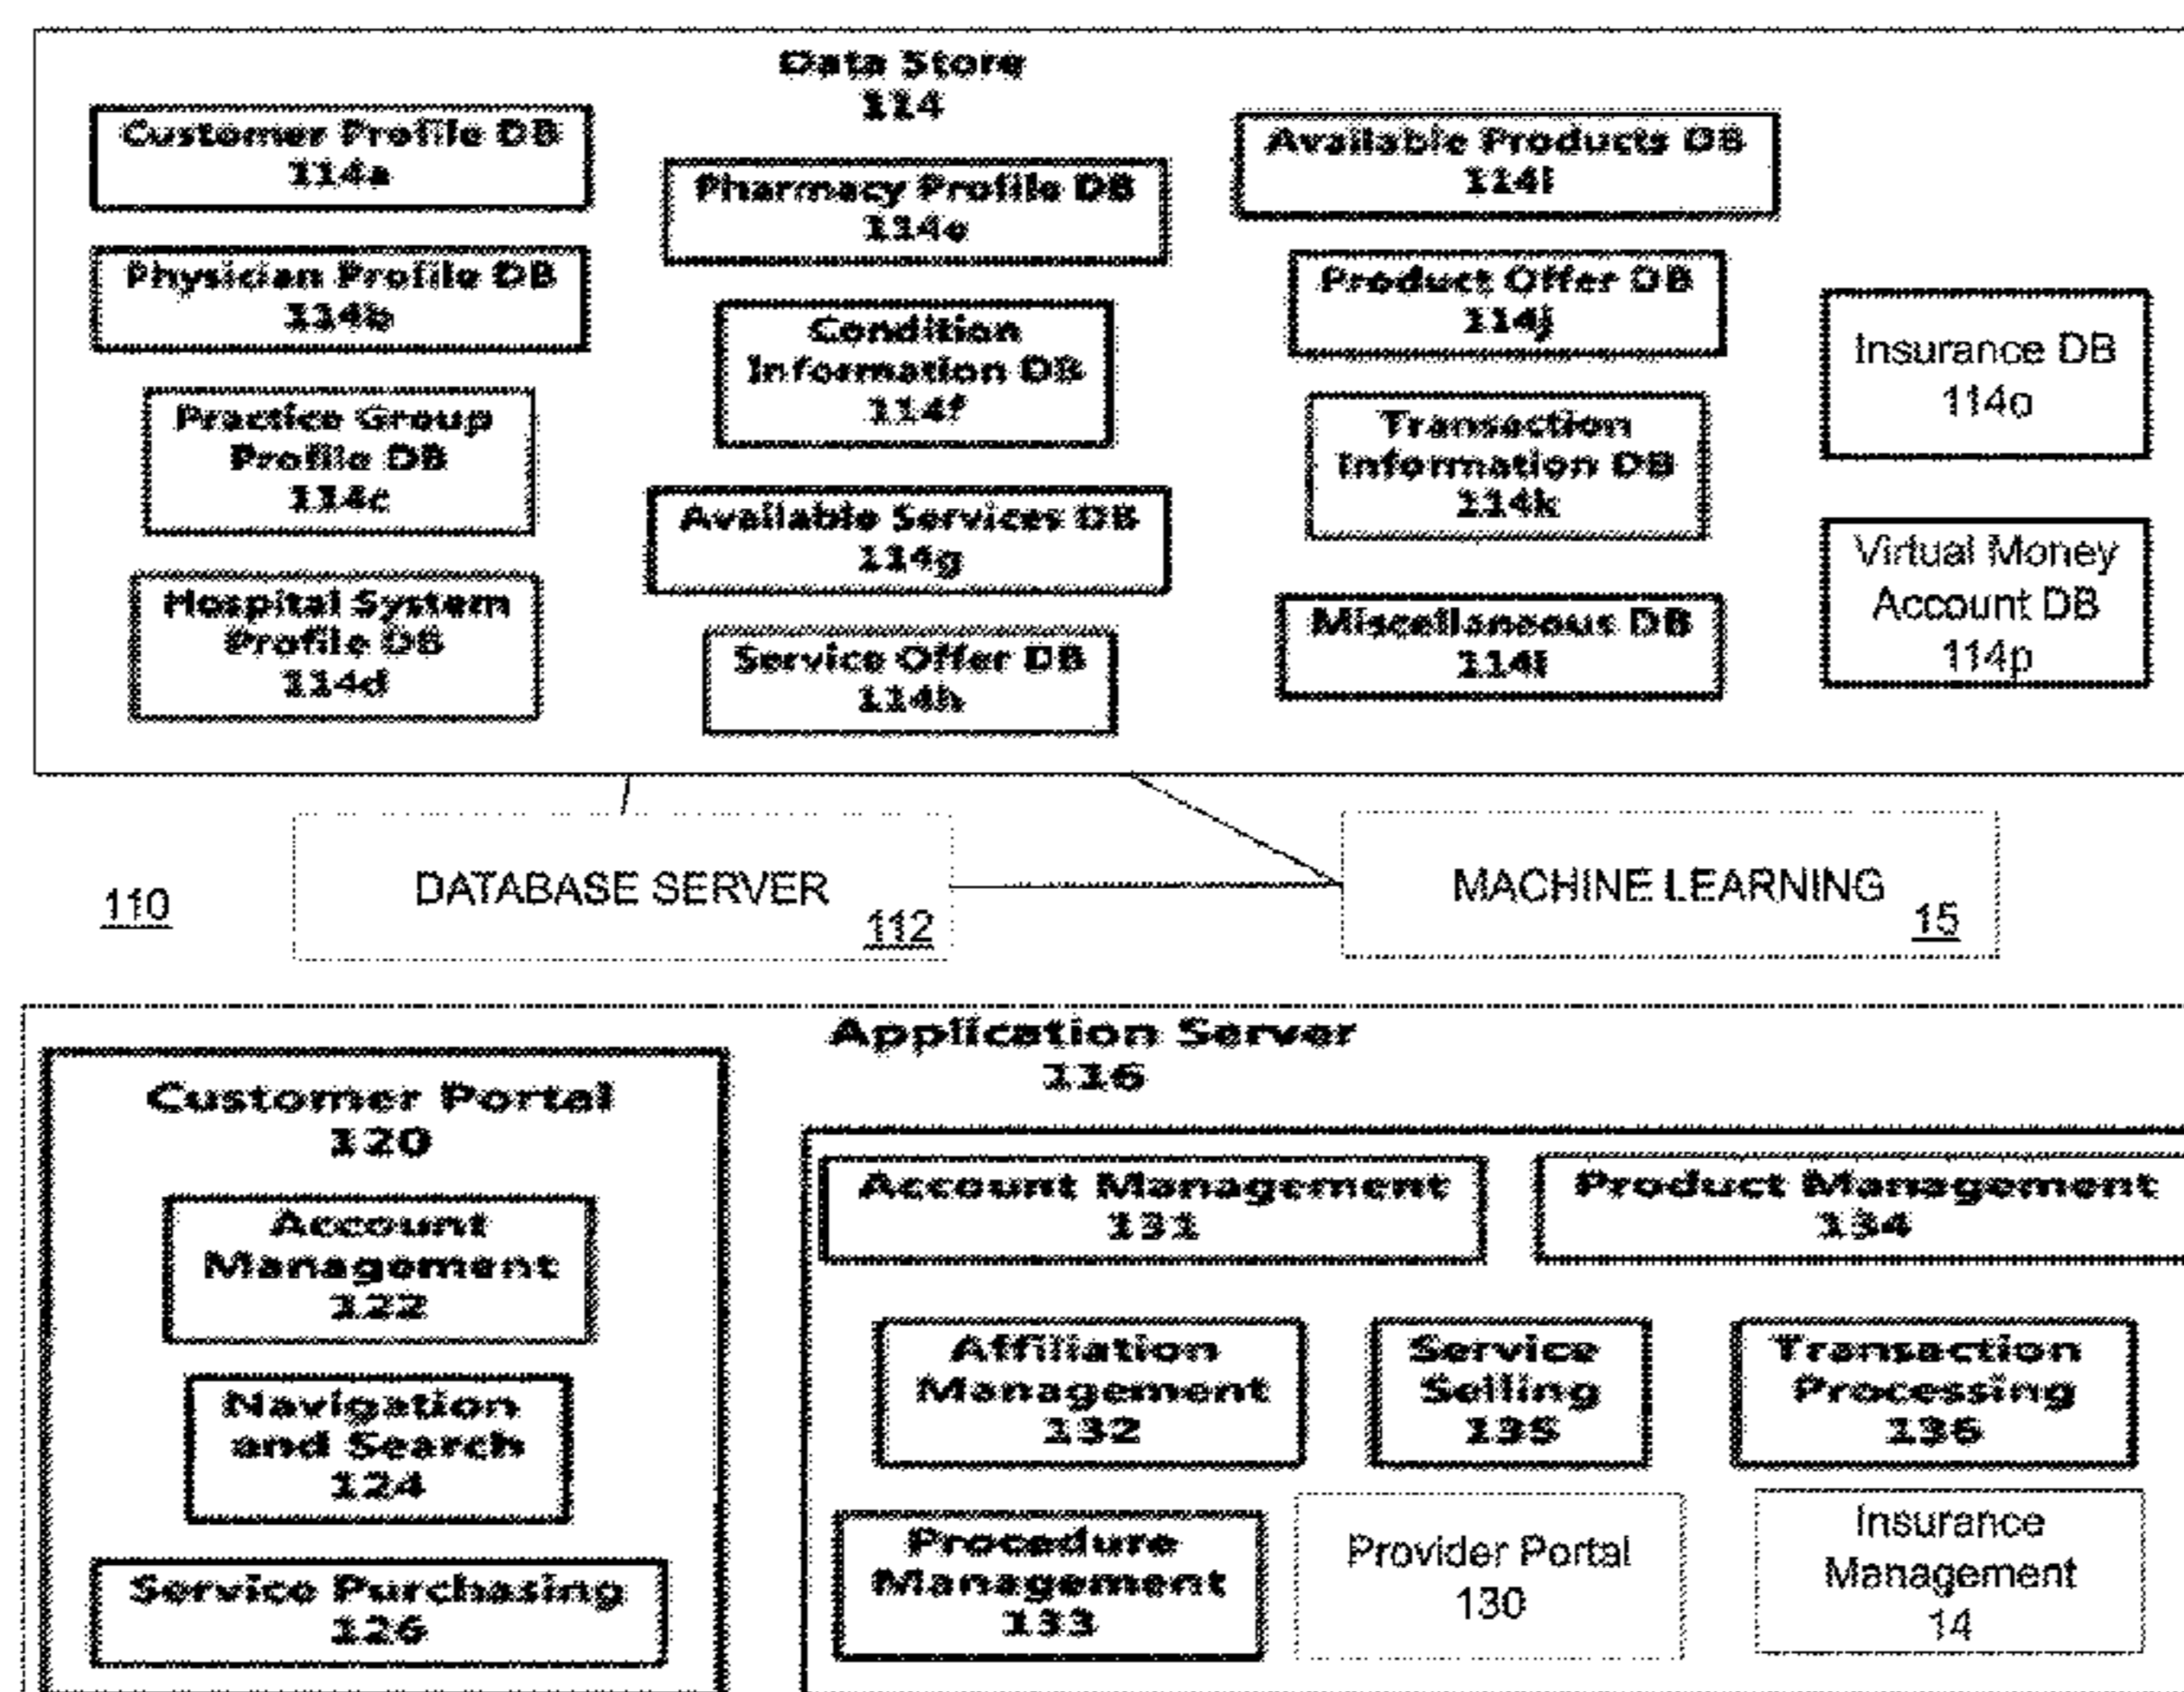 Data Store
114
Customer Profile DB
114a
Physician Profile DB
114b
Practice Group
Profile DB
114c
Hospital System
Profile DB
114d
Pharmacy Profile DB
114e
Condition
Information DB
114f
Available Services DB
114g
Service Offer DB
114h
Available Products DB
114i
Product Offer DB
114j
Transaction
Information DB
114k
Miscellaneous DB
114l
Insurance DB
114o
Virtual Money
Account DB
114p
110
DATABASE SERVER
112
MACHINE LEARNING
15
Application Server
116
Customer Portal
120
Account
Management
122
Navigation
and Search
124
Service Purchasing
126
Account Management
131
Product Management
134
Affiliation
Management
132
Service
Selling
135
Transaction
Processing
136
Procedure
Management
133
Provider Portal
130
Insurance
Management
14